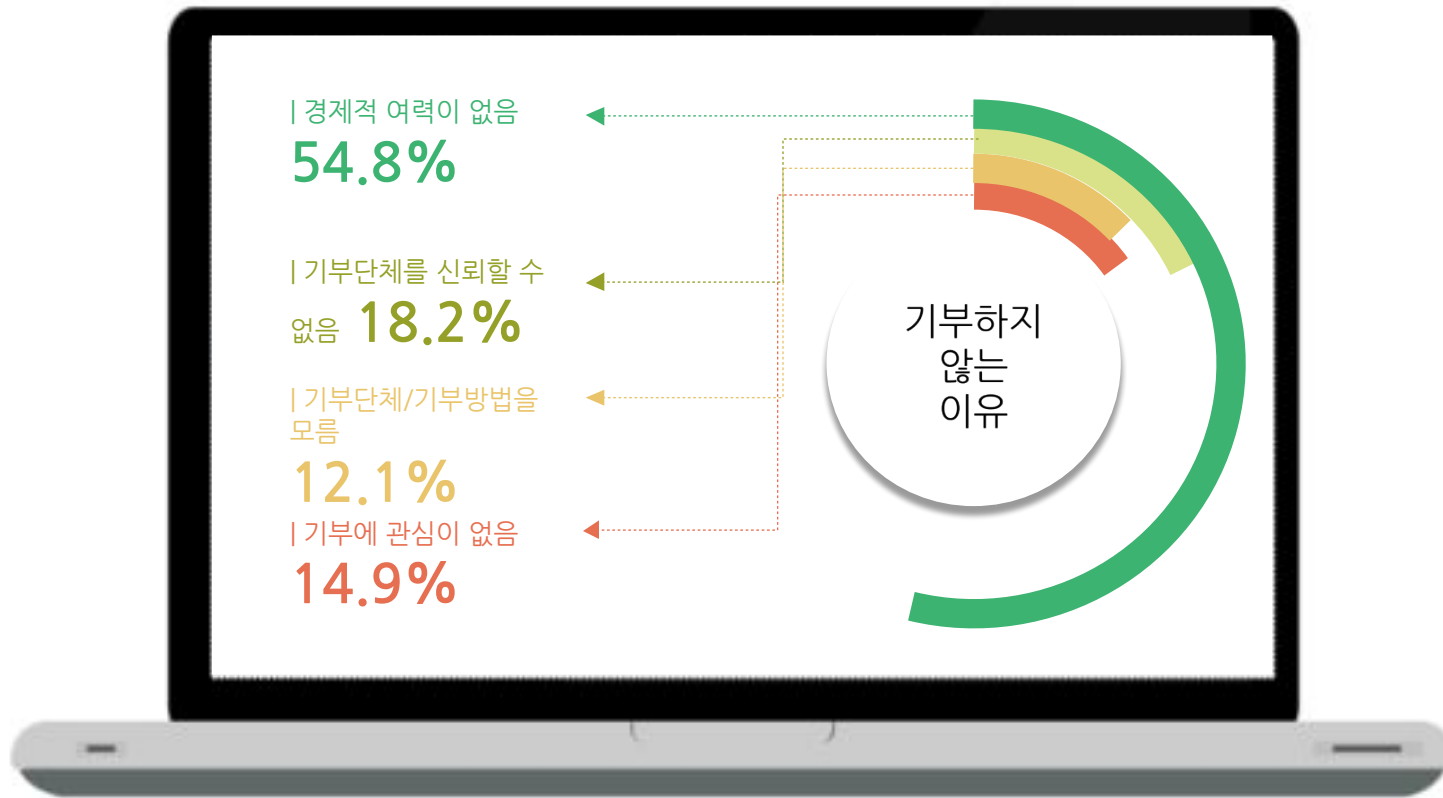 | 경제적 여력이 없음
54.8%
| 기부단체를 신뢰할 수
없음 18.2%
| 기부단체/기부방법을
모름
12.1%
| 기부에 관심이 없음
14.9%
기부하지
않는
이유